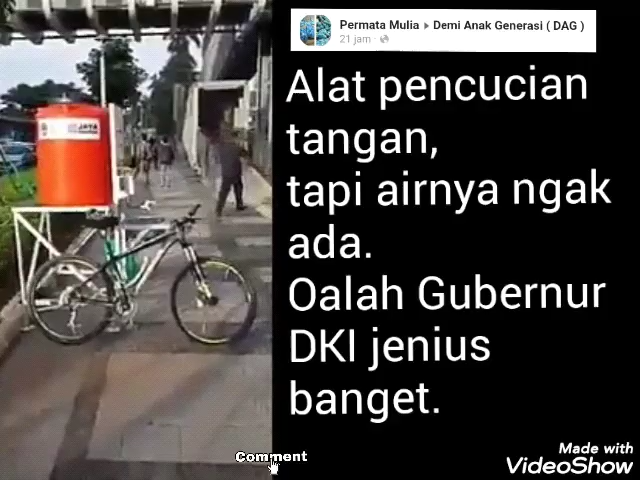 Permata Mulia ▸ Demi Anak Generasi ( DAG )
21 jam ·
Alat pencucian
tangan,
tapi airnya ngak
ada.
Oalah Gubernur
DKI jenius
banget.
JAYA
Comment
Made with
VideoShow